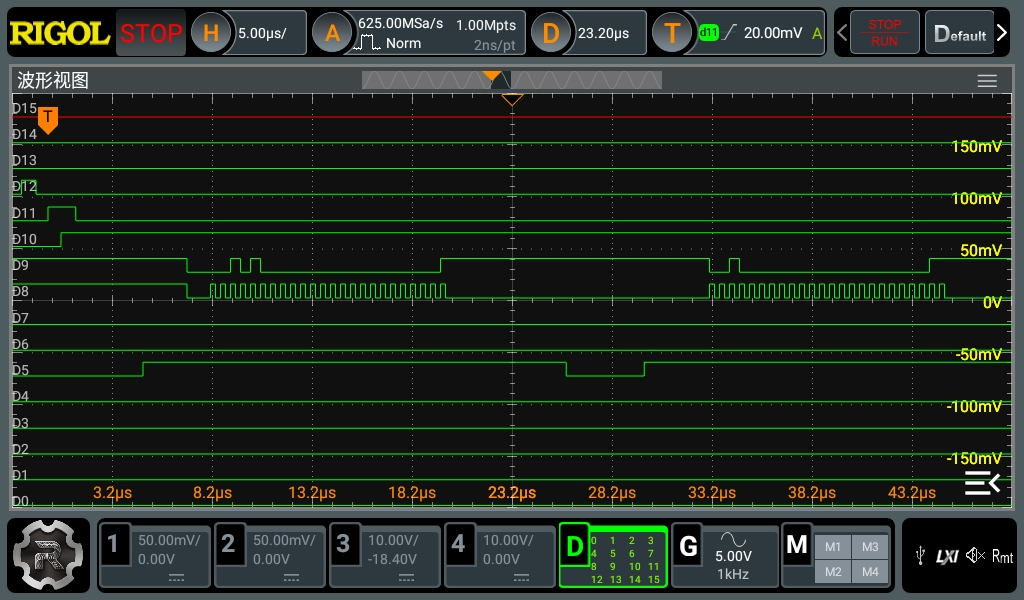 RIGOL STOP H 5.00μs/ A 625.00MSa/s 1.00Mpts D 23.20μs T d11 20.00mV A STOP Default
Norm 2ns/pt RUN
波形视图
D15
T
D14
150mV
D13
D12
100mV
D11
D10
50mV
D9
D8
0V
D7
D6
-50mV
D5
D4
-100mV
D3
D2
-150mV
D1
3.2μs 8.2μs 13.2μs 18.2μs 23.2μs 28.2μs 33.2μs 38.2μs 43.2μs
D0
1 50.00mV/ 2 50.00mV/ 3 10.00V/ 4 10.00V/ D 0 1 2 3 G 5.00V M M1 M3
0.00V 0.00V -18.40V 0.00V 4 5 6 7 1kHz M2 M4
8 9 10 11
12 13 14 15
LXI Rmt